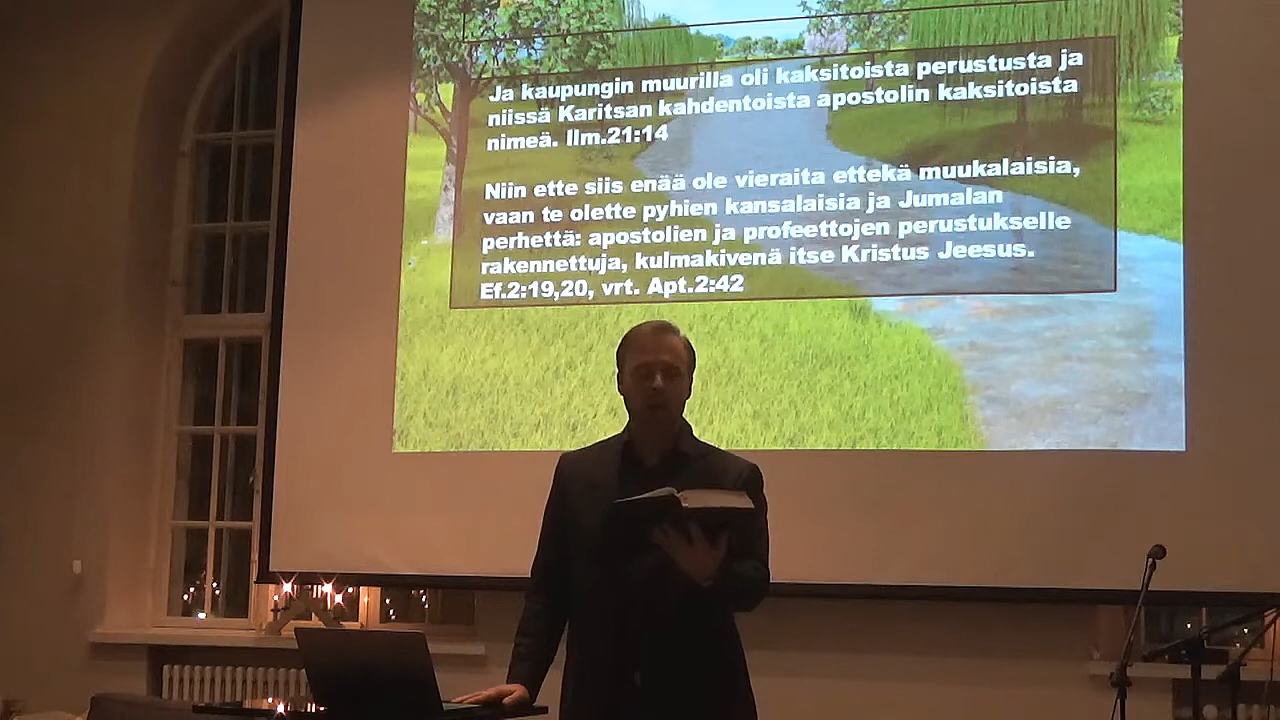 Ja kaupungin muurilla oli kaksitoista perustusta ja
niissä Karitsan kahdentoista apostolin kaksitoista
nimeä. Ilm.21:14
Niin ette siis enää ole vieraita ettekä muukalaisia,
vaan te olette pyhien kansalaisia ja Jumalan
perhettä: apostolien ja profeettojen perustukselle
rakennettuja, kulmakivenä itse Kristus Jeesus.
Ef.2:19,20, vrt. Apt.2:42